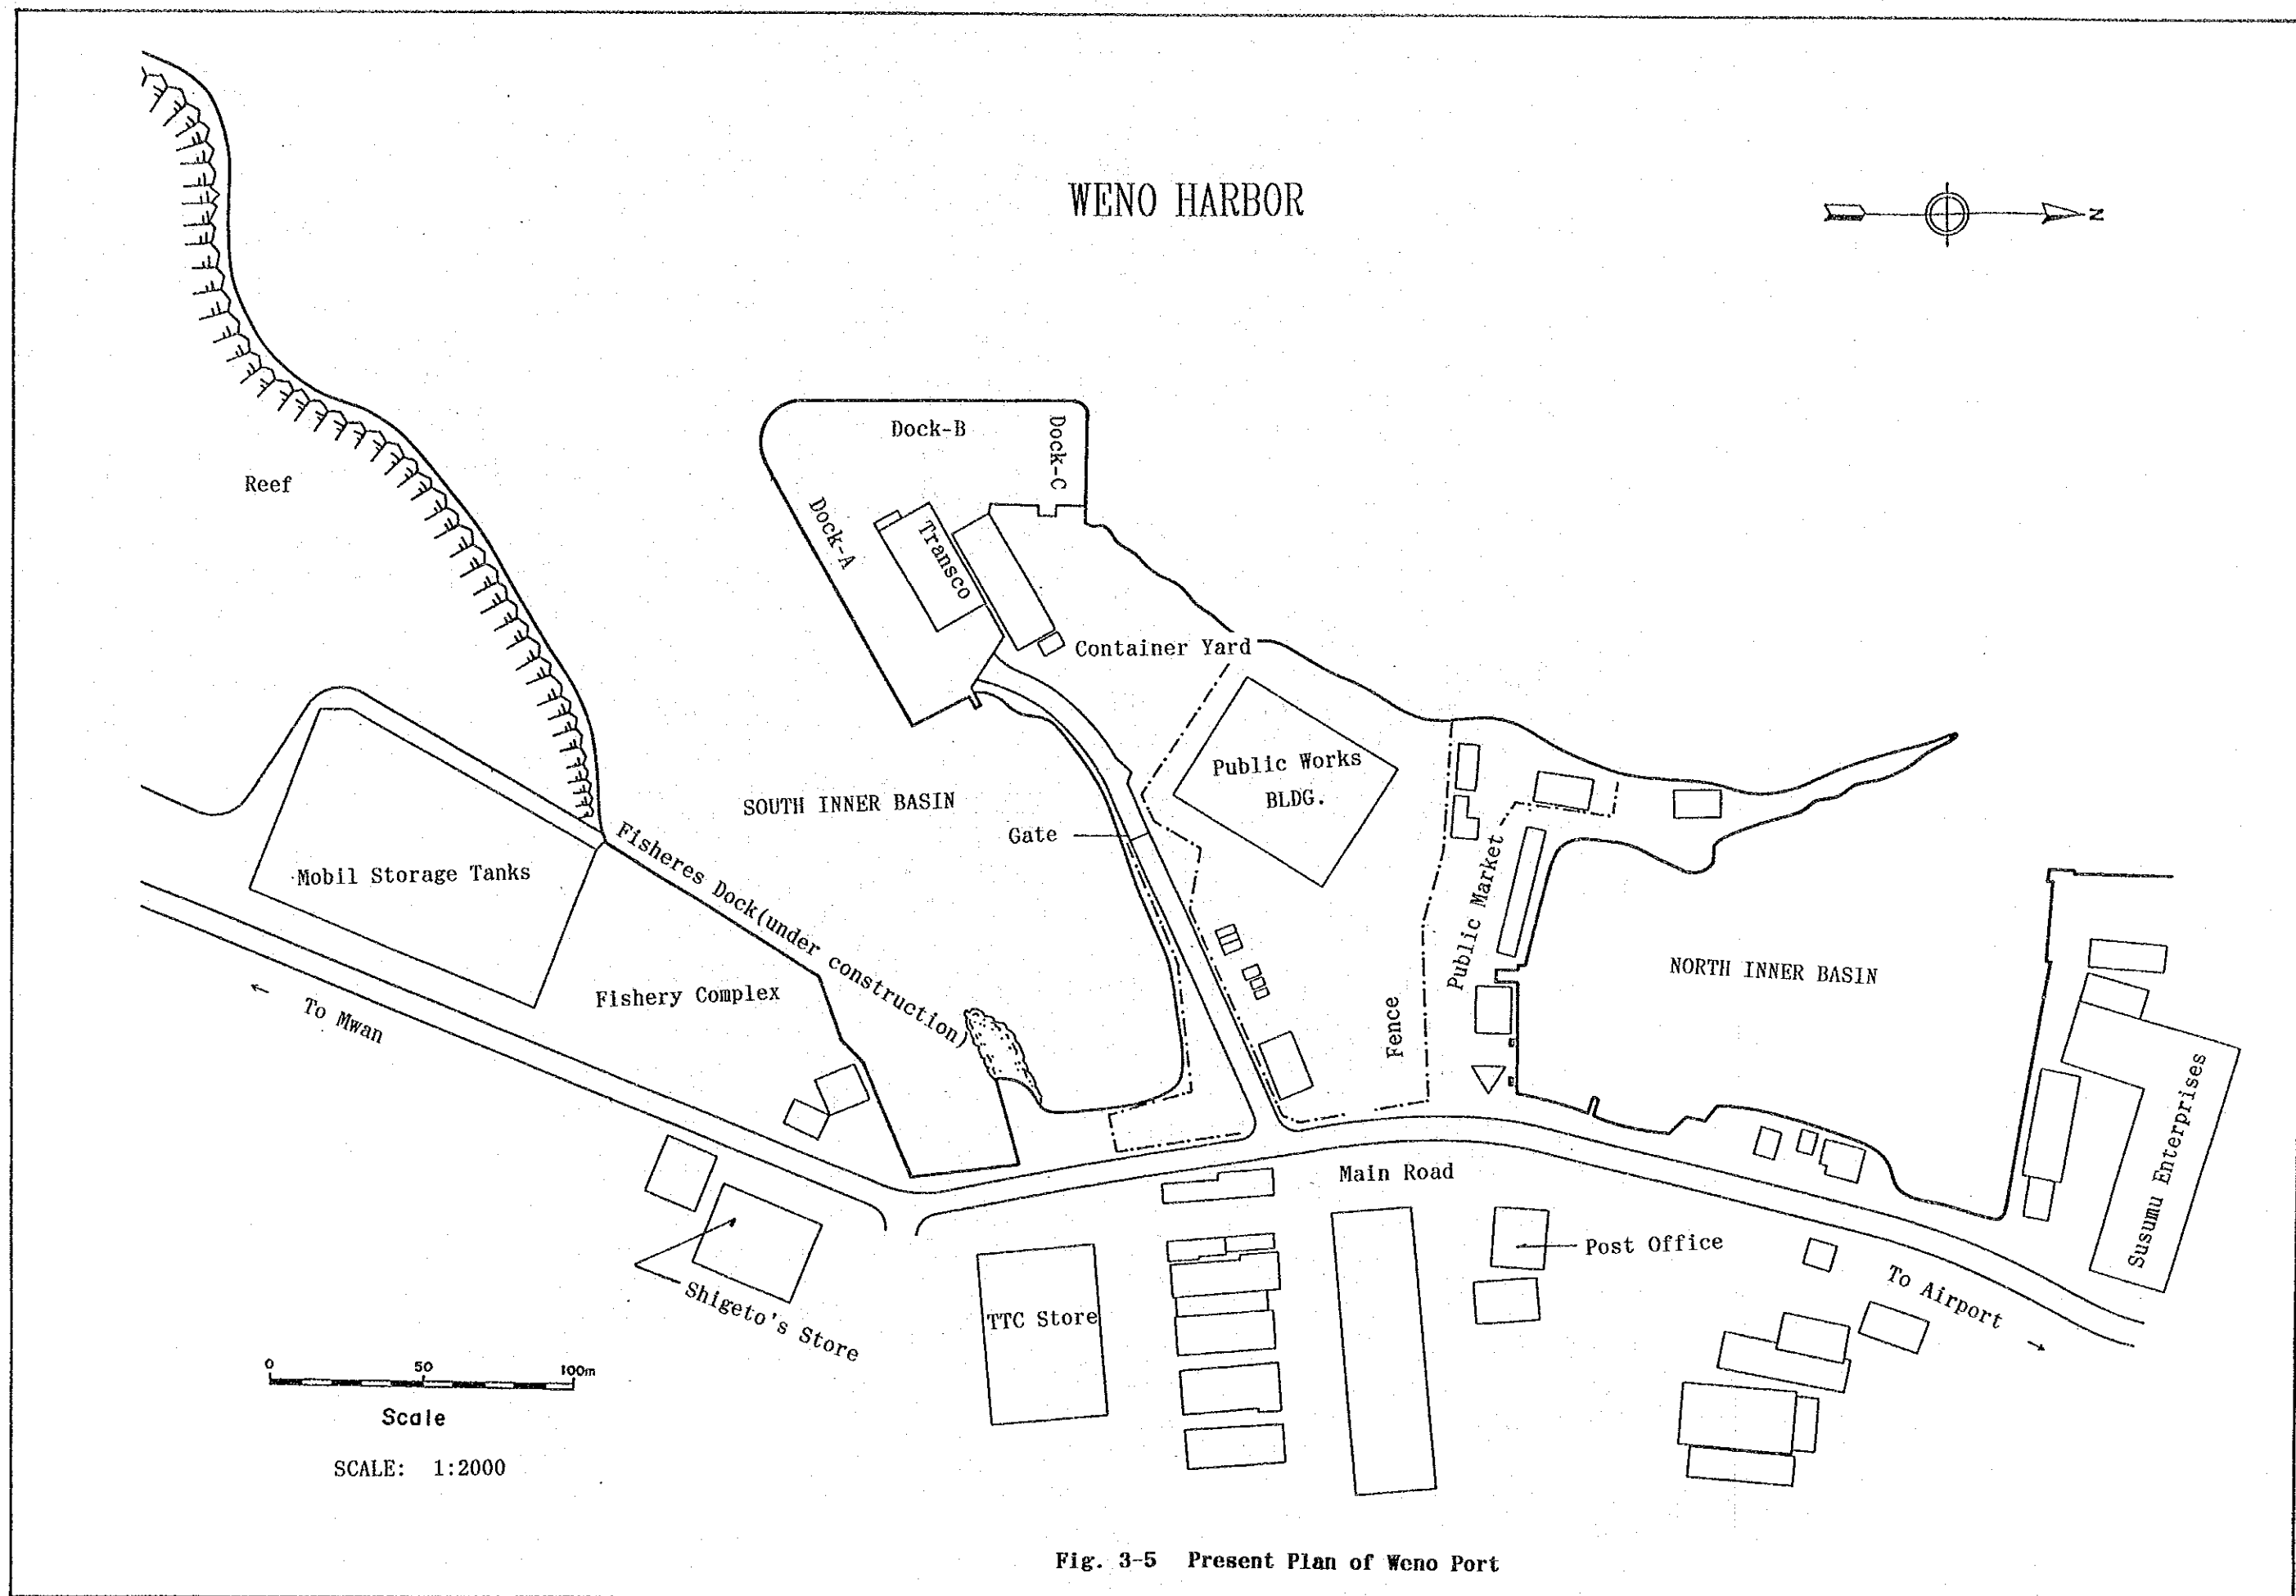 WENO HARBOR
N
Dock-B
Dock-C
Reef
Dock-A
Transco
Container Yard
Public Works
BLDG.
SOUTH INNER BASIN
Gate
Fisheres Dock(under construction)
Public Market
Mobil Storage Tanks
NORTH INNER BASIN
Fishery Complex
← To Mwan
Fence
Susumu Enterprises
Main Road
Post Office
Shigeto's Store
TTC Store
To Airport →
0 50 100m
Scale
SCALE: 1:2000
Fig. 3-5 Present Plan of Weno Port